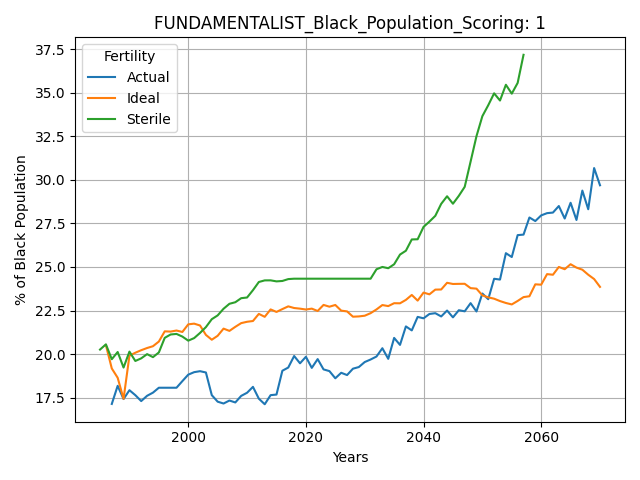 FUNDAMENTALIST_Black_Population_Scoring: 1
Fertility
Actual
Ideal
Sterile
% of Black Population
37.5
35.0
32.5
30.0
27.5
25.0
22.5
20.0
17.5
2000
2020
2040
2060
Years